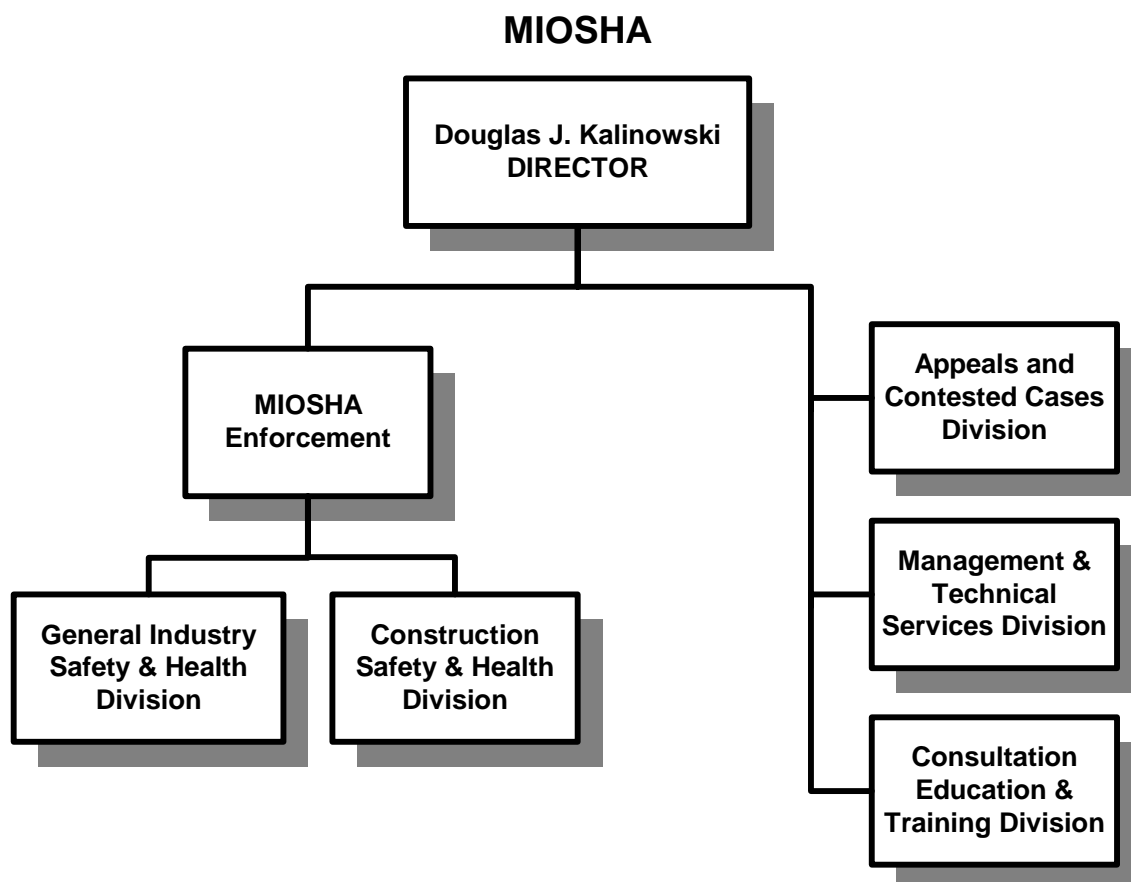 MIOSHA
Douglas J. Kalinowski
DIRECTOR
MIOSHA
Enforcement
General Industry
Safety & Health
Division
Construction
Safety & Health
Division
Appeals and
Contested Cases
Division
Management &
Technical
Services Division
Consultation
Education &
Training Division